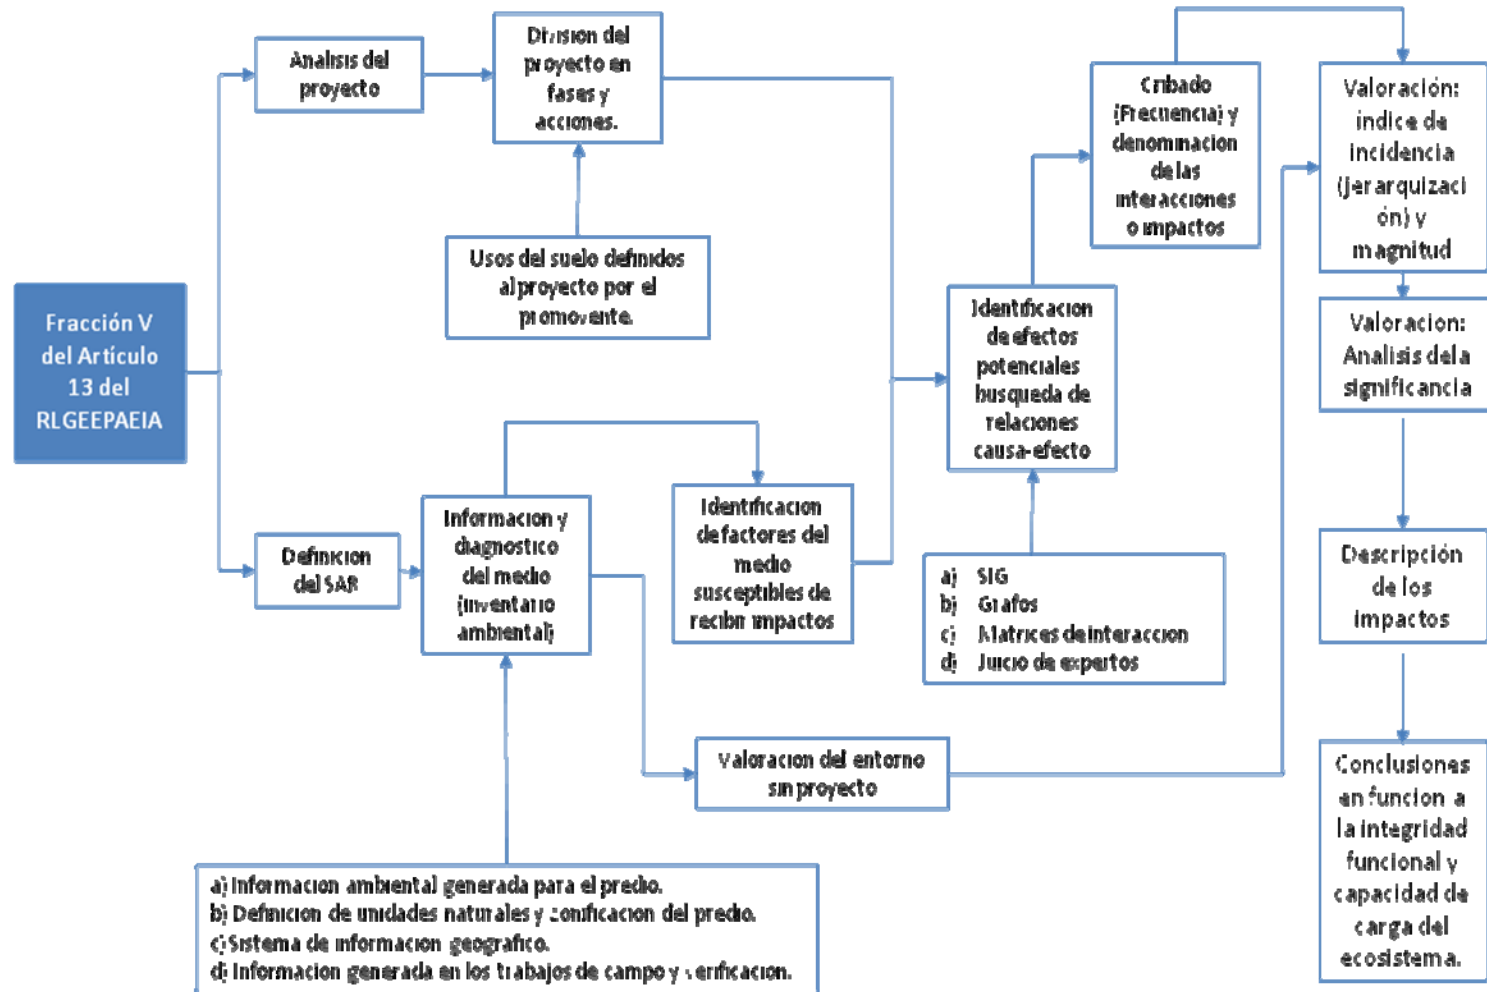 Analisis del
proyecto
Division del
proyecto en
fases y
acciones.
Usos del suelo definidos
al proyecto por el
promovente.
Fracción V
del Artículo
13 del
RLGEEPAEIA
Definicion
del SAR
Informacion y
diagnostico
del medio
(inventario
ambiental)
Identificacion
de factores del
medio
susceptibles de
recibir impactos
Identificacion
de efectos
potenciales
busqueda de
relaciones
causa-efecto
Cribado
(Frecuencia) y
denominacion
de las
interacciones
o impactos
Valoración:
índice de
incidencia
(Jerarquizaci
ón) y
magnitud
Valoracion:
Analisis de la
significancia
Descripción
de los
impactos
Conclusiones
en funcion a
la integridad
funcional y
capacidad de
carga del
ecosistema.
a) SIG
b) Grafos
c) Matrices de interaccion
d) Juicio de expertos
Valoracion del entorno
sin proyecto
a) Informacion ambiental generada para el predio.
b) Definicion de unidades naturales y zonificacion del predio.
c) Sistema de informacion geografico.
d) Informacion generada en los trabajos de campo y verificacion.